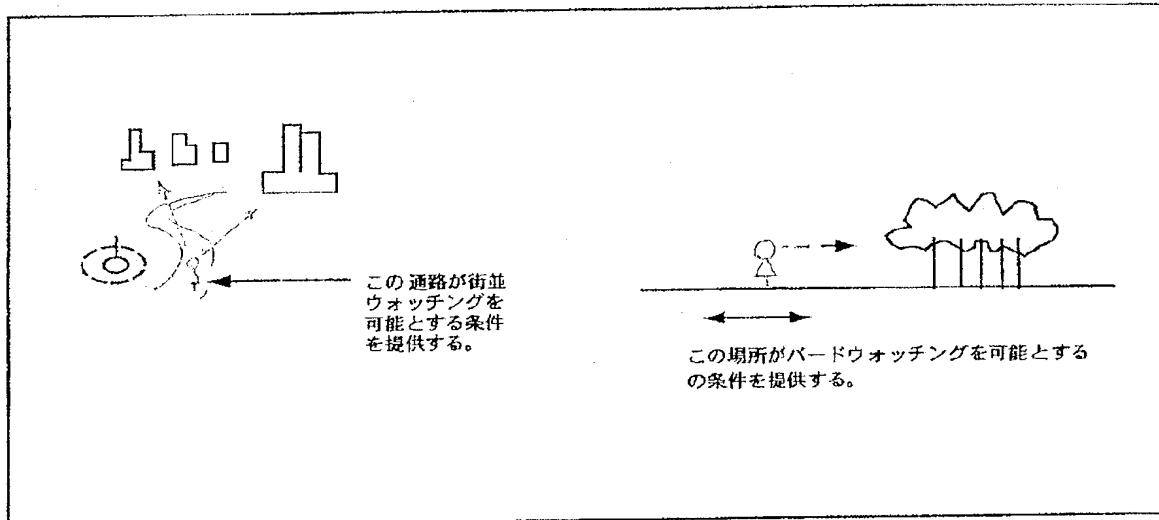 この通路が街並
ウォッチングを
可能とする条件
を提供する。
この場所がバードウォッチングを可能とする
の条件を提供する。